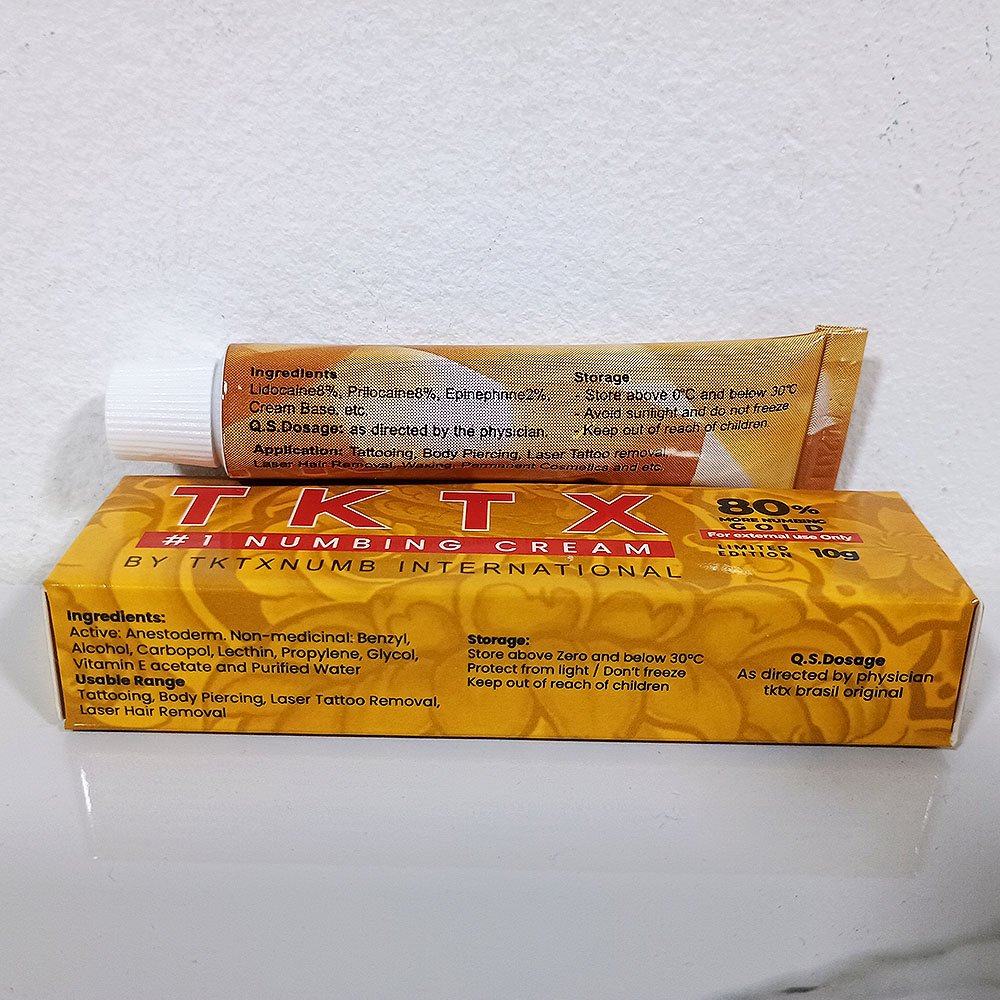 Ingredients
Lidocaine8%, Prilocaine8%, Epinephrine2%,
Cream Base, etc,
Q.S.Dosage: as directed by the physician.
Application: Tattooing, Body Piercing, Laser Tattoo removal,
Laser Hair Removal, Waxing, Permanent Cosmetics and etc
Storage
- Store above 0°C and below 30°C
- Avoid sunlight and do not freeze
- Keep out of reach of children
TKTX
#1 NUMBING CREAM
BY TKTXNUMB INTERNATIONAL
80%
MORE NUMBING
GOLD
For external use Only
LIMITED
EDITION 10g
Ingredients:
Active: Anestoderm. Non-medicinal: Benzyl,
Alcohol, Carbopol, Lecthin, Propylene, Glycol,
Vitamin E acetate and Purified Water
Usable Range
Tattooing, Body Piercing, Laser Tattoo Removal,
Laser Hair Removal
Storage:
Store above Zero and below 30°C
Protect from light / Don't freeze
Keep out of reach of children
Q.S.Dosage
As directed by physician
tktx brasil original